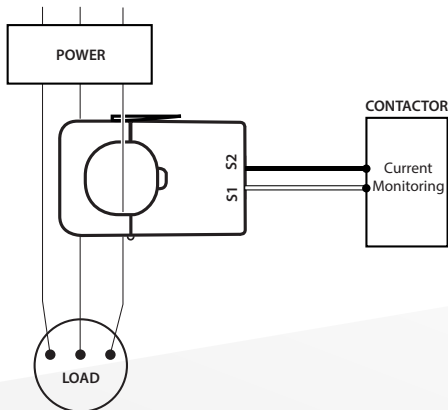 POWER
CONTACTOR
S2
Current
Monitoring
S1
LOAD